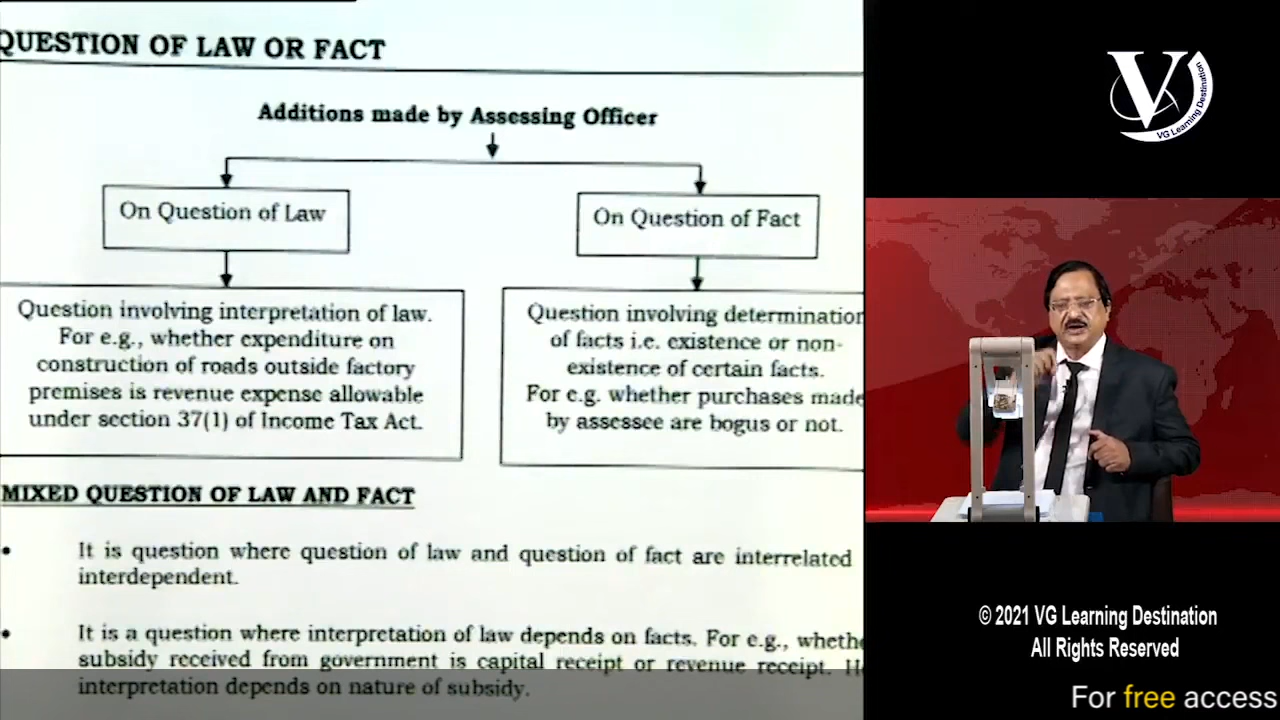 QUESTION OF LAW OR FACT
Additions made by Assessing Officer
On Question of Law
On Question of Fact
Question involving interpretation of law.
For e.g., whether expenditure on
construction of roads outside factory
premises is revenue expense allowable
under section 37(1) of Income Tax Act.
Question involving determination
of facts i.e. existence or non-
existence of certain facts.
For e.g. whether purchases made
by assessee are bogus or not.
MIXED QUESTION OF LAW AND FACT
• It is question where question of law and question of fact are interrelated
interdependent.
• It is a question where interpretation of law depends on facts. For e.g., whethe
subsidy received from government is capital receipt or revenue receipt. H
interpretation depends on nature of subsidy.
V
VG Learning Destination
© 2021 VG Learning Destination
All Rights Reserved
For free access